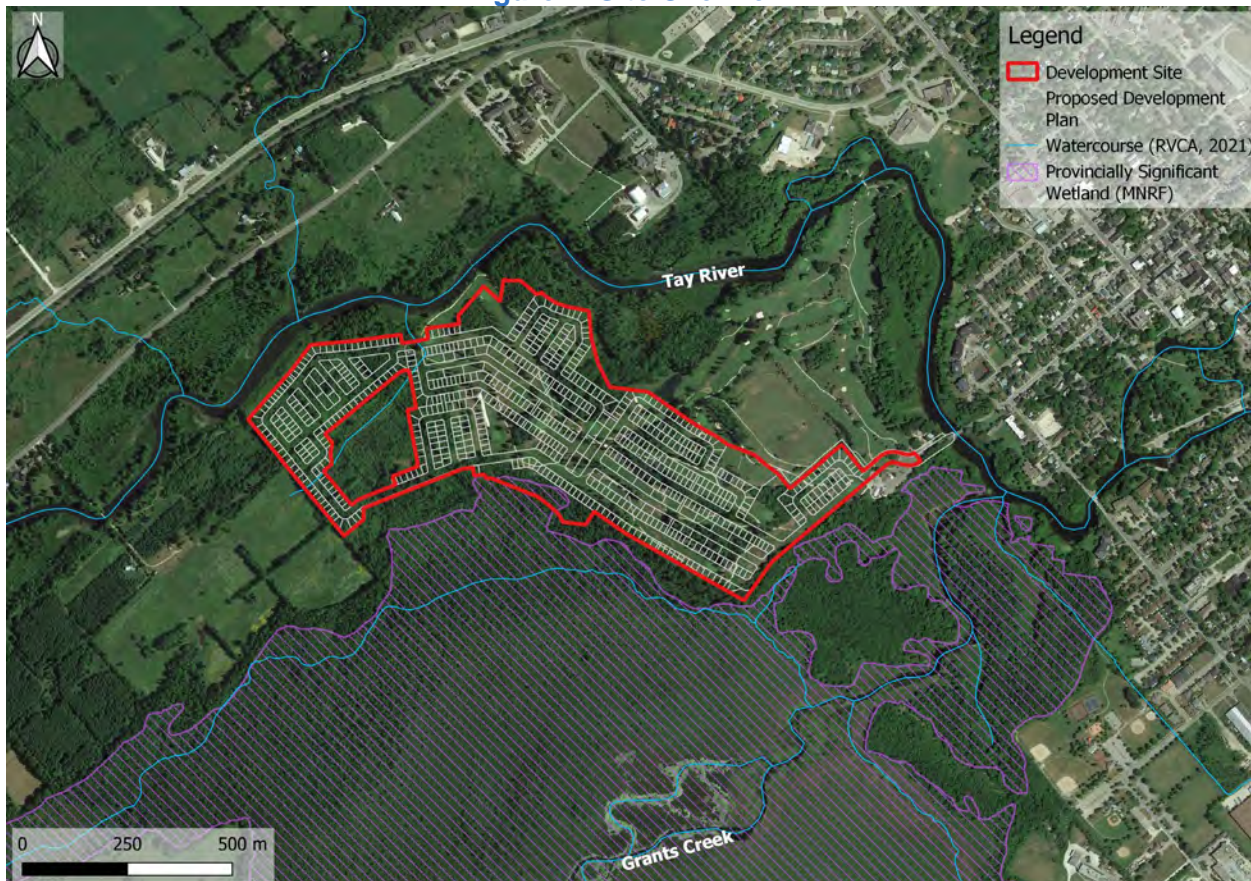 N
Legend
Development Site
Proposed Development
Plan
Watercourse (RVCA, 2021)
Provincially Significant
Wetland (MNRF)
Tay River
Grants Creek
0 250 500 m